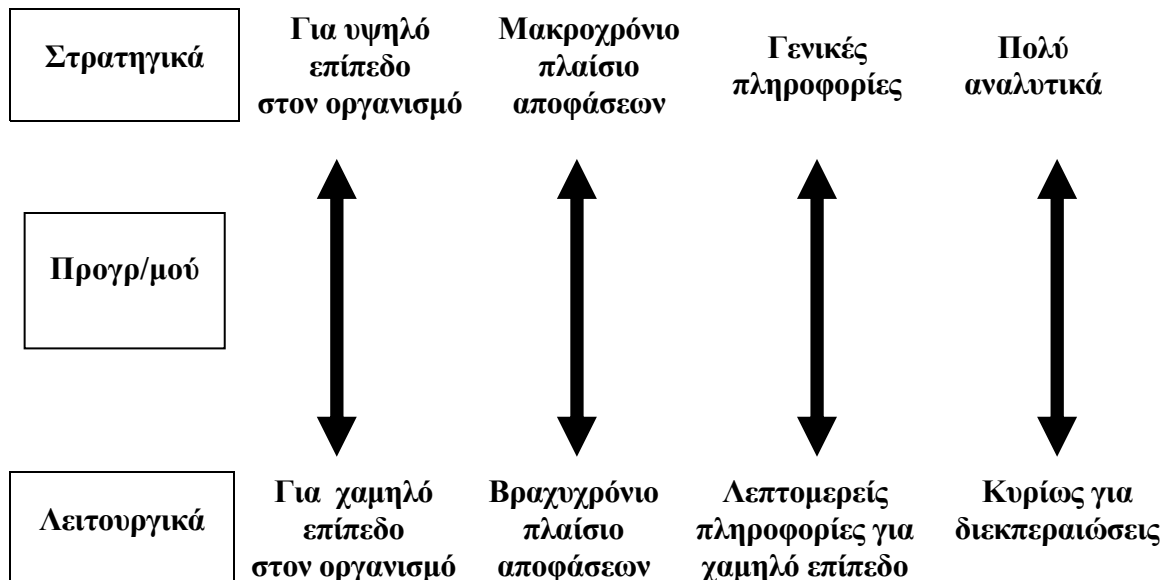 Στρατηγικά
Για υψηλό
επίπεδο
στον οργανισμό
Μακροχρόνιο
πλαίσιο
αποφάσεων
Γενικές
πληροφορίες
Πολύ
αναλυτικά
Προγρ/μού
Λειτουργικά
Για χαμηλό
επίπεδο
στον οργανισμό
Βραχυχρόνιο
πλαίσιο
αποφάσεων
Λεπτομερείς
πληροφορίες για
χαμηλό επίπεδο
Κυρίως για
διεκπεραιώσεις